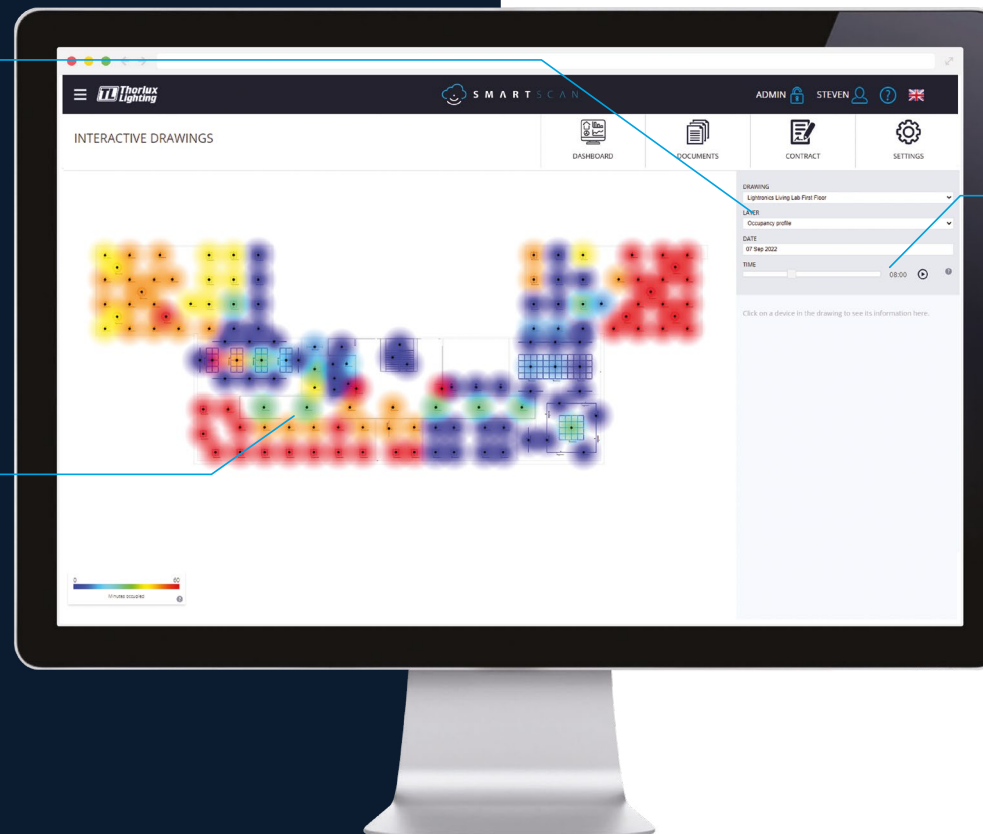 Thorlux
Lighting
SMARTSCAN
ADMIN
STEVEN
?
INTERACTIVE DRAWINGS
DASHBOARD
DOCUMENTS
CONTRACT
SETTINGS
DRAWING
Lightronics Living Lab First Floor
LAYER
Occupancy profile
DATE
07 Sep 2022
TIME
08:00
?
Click on a device in the drawing to see its information here.
0
60
Minutes occupied
?